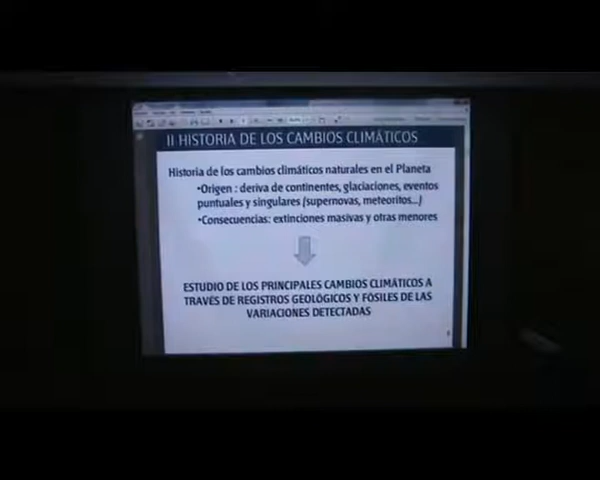 II HISTORIA DE LOS CAMBIOS CLIMÁTICOS
Historia de los cambios climáticos naturales en el Planeta
•Origen : deriva de continentes, glaciaciones, eventos
puntuales y singulares (supernovas, meteoritos...)
•Consecuencias: extinciones masivas y otras menores
ESTUDIO DE LOS PRINCIPALES CAMBIOS CLIMÁTICOS A
TRAVÉS DE REGISTROS GEOLÓGICOS Y FÓSILES DE LAS
VARIACIONES DETECTADAS